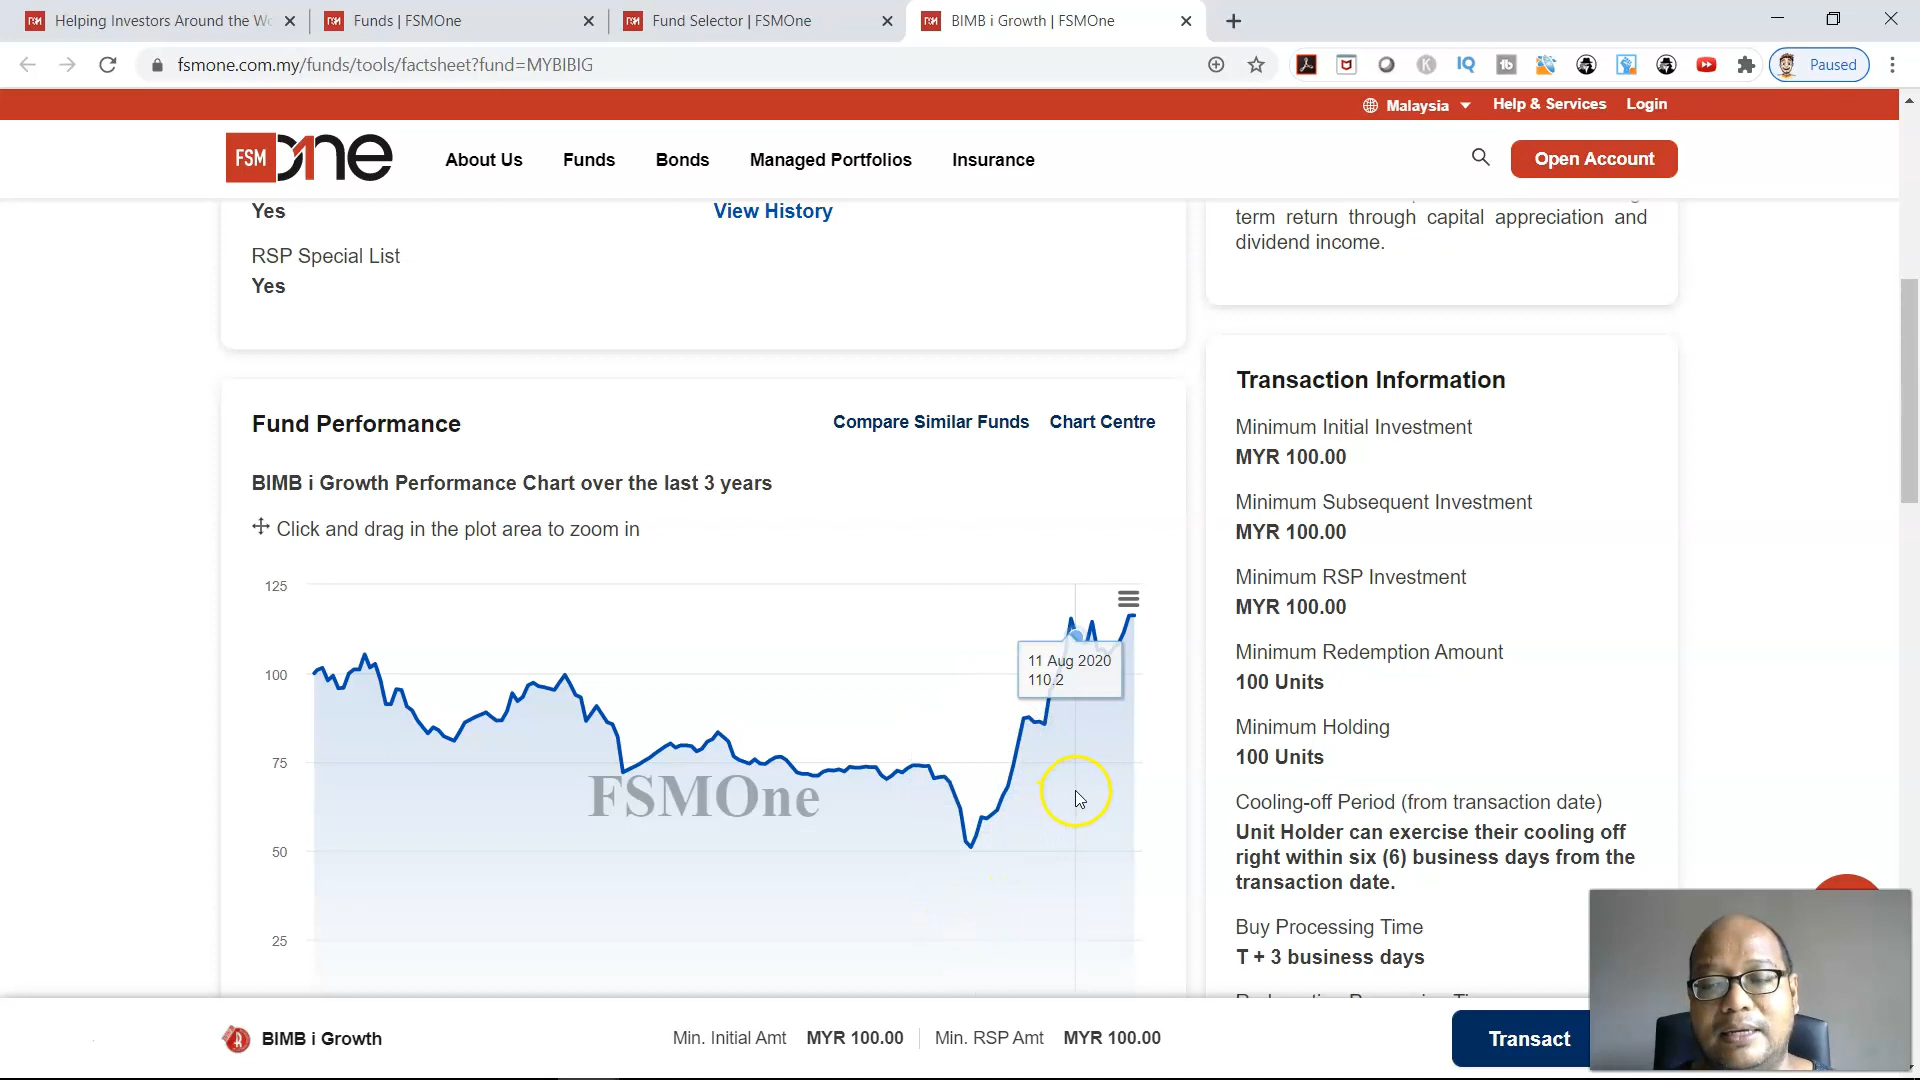 Helping Investors Around the Wo
Funds | FSMOne
Fund Selector | FSMOne
BIMB i Growth | FSMOne
fsmone.com.my/funds/tools/factsheet?fund=MYBIBIG
Paused
Malaysia
Help & Services
Login
FSM One
About Us
Funds
Bonds
Managed Portfolios
Insurance
Open Account
Yes
View History
RSP Special List
Yes
term return through capital appreciation and
dividend income.
Fund Performance
Compare Similar Funds
Chart Centre
BIMB i Growth Performance Chart over the last 3 years
Click and drag in the plot area to zoom in
125
100
75
50
25
11 Aug 2020
110.2
FSMOne
Transaction Information
Minimum Initial Investment
MYR 100.00
Minimum Subsequent Investment
MYR 100.00
Minimum RSP Investment
MYR 100.00
Minimum Redemption Amount
100 Units
Minimum Holding
100 Units
Cooling-off Period (from transaction date)
Unit Holder can exercise their cooling off
right within six (6) business days from the
transaction date.
Buy Processing Time
T + 3 business days
BIMB i Growth
Min. Initial Amt MYR 100.00
Min. RSP Amt MYR 100.00
Transact